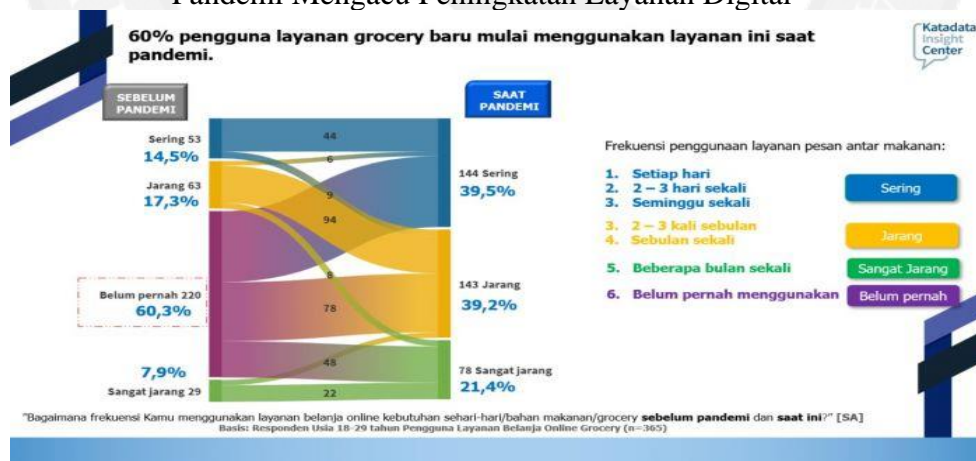 Pandemi Mengacu Peningkatan Layanan Digital
60% pengguna layanan grocery baru mulai menggunakan layanan ini saat
pandemi.
Katadata
Insight
Center
SEBELUM
PANDEMI
SAAT
PANDEMI
Sering 53
14,5%
Jarang 63
17,3%
Belum pernah 220
60,3%
7,9%
Sangat jarang 29
44
6
9
94
8
78
48
22
144 Sering
39,5%
143 Jarang
39,2%
78 Sangat jarang
21,4%
Frekuensi penggunaan layanan pesan antar makanan:
1. Setiap hari
2. 2 – 3 hari sekali
3. Seminggu sekali
Sering
3. 2 – 3 kali sebulan
4. Sebulan sekali
Jarang
5. Beberapa bulan sekali
Sangat Jarang
6. Belum pernah menggunakan
Belum pernah
"Bagaimana frekuensi Kamu menggunakan layanan belanja online kebutuhan sehari-hari/bahan makanan/grocery sebelum pandemi dan saat ini?" [SA]
Basis: Responden Usia 18-29 tahun Pengguna Layanan Belanja Online Grocery (n=365)